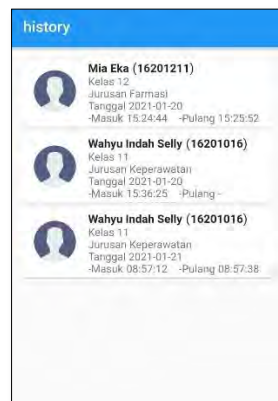 history
Mia Eka (16201211)
Kelas 12
Jurusan Farmasi
Tanggal 2021-01-20
-Masuk 15:24:44 -Pulang 15:25:52
Wahyu Indah Selly (16201016)
Kelas 11
Jurusan Keperawatan
Tanggal 2021-01-20
-Masuk 15:36:25 -Pulang -
Wahyu Indah Selly (16201016)
Kelas 11
Jurusan Keperawatan
Tanggal 2021-01-21
-Masuk 08:57:12 -Pulang 08:57:38